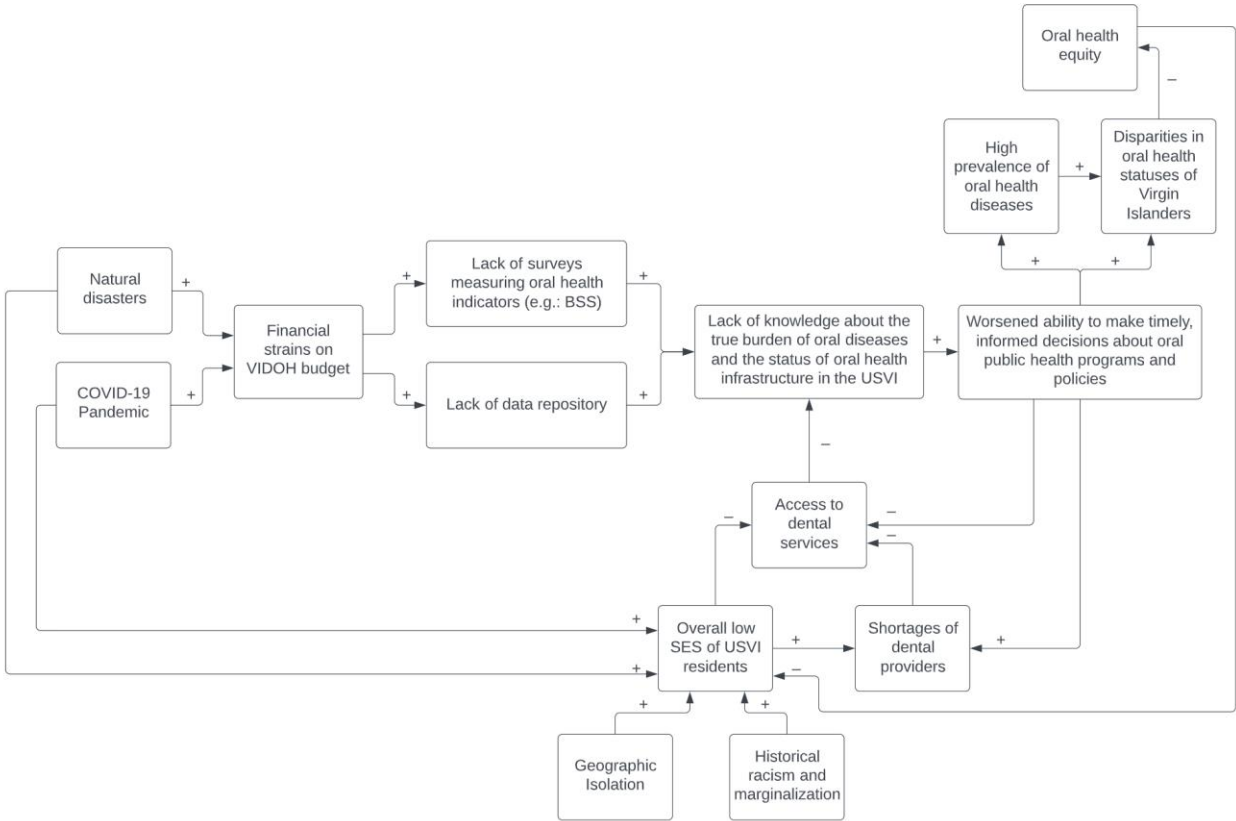 Oral health
equity
–
High
prevalence of
oral health
diseases
+
Disparities in
oral health
statuses of
Virgin
Islanders
+
+
Natural
disasters
+
COVID-19
Pandemic
+
Financial
strains on
VIDOH budget
+
+
Lack of surveys
measuring oral health
indicators (e.g.: BSS)
+
Lack of data repository
+
Lack of knowledge about the
true burden of oral diseases
and the status of oral health
infrastructure in the USVI
+
Worsened ability to make timely,
informed decisions about oral
public health programs and
policies
–
Access to
dental
services
–
–
–
+
+
Overall low
SES of USVI
residents
+
–
Shortages of
dental
providers
+
+
+
Geographic
Isolation
Historical
racism and
marginalization